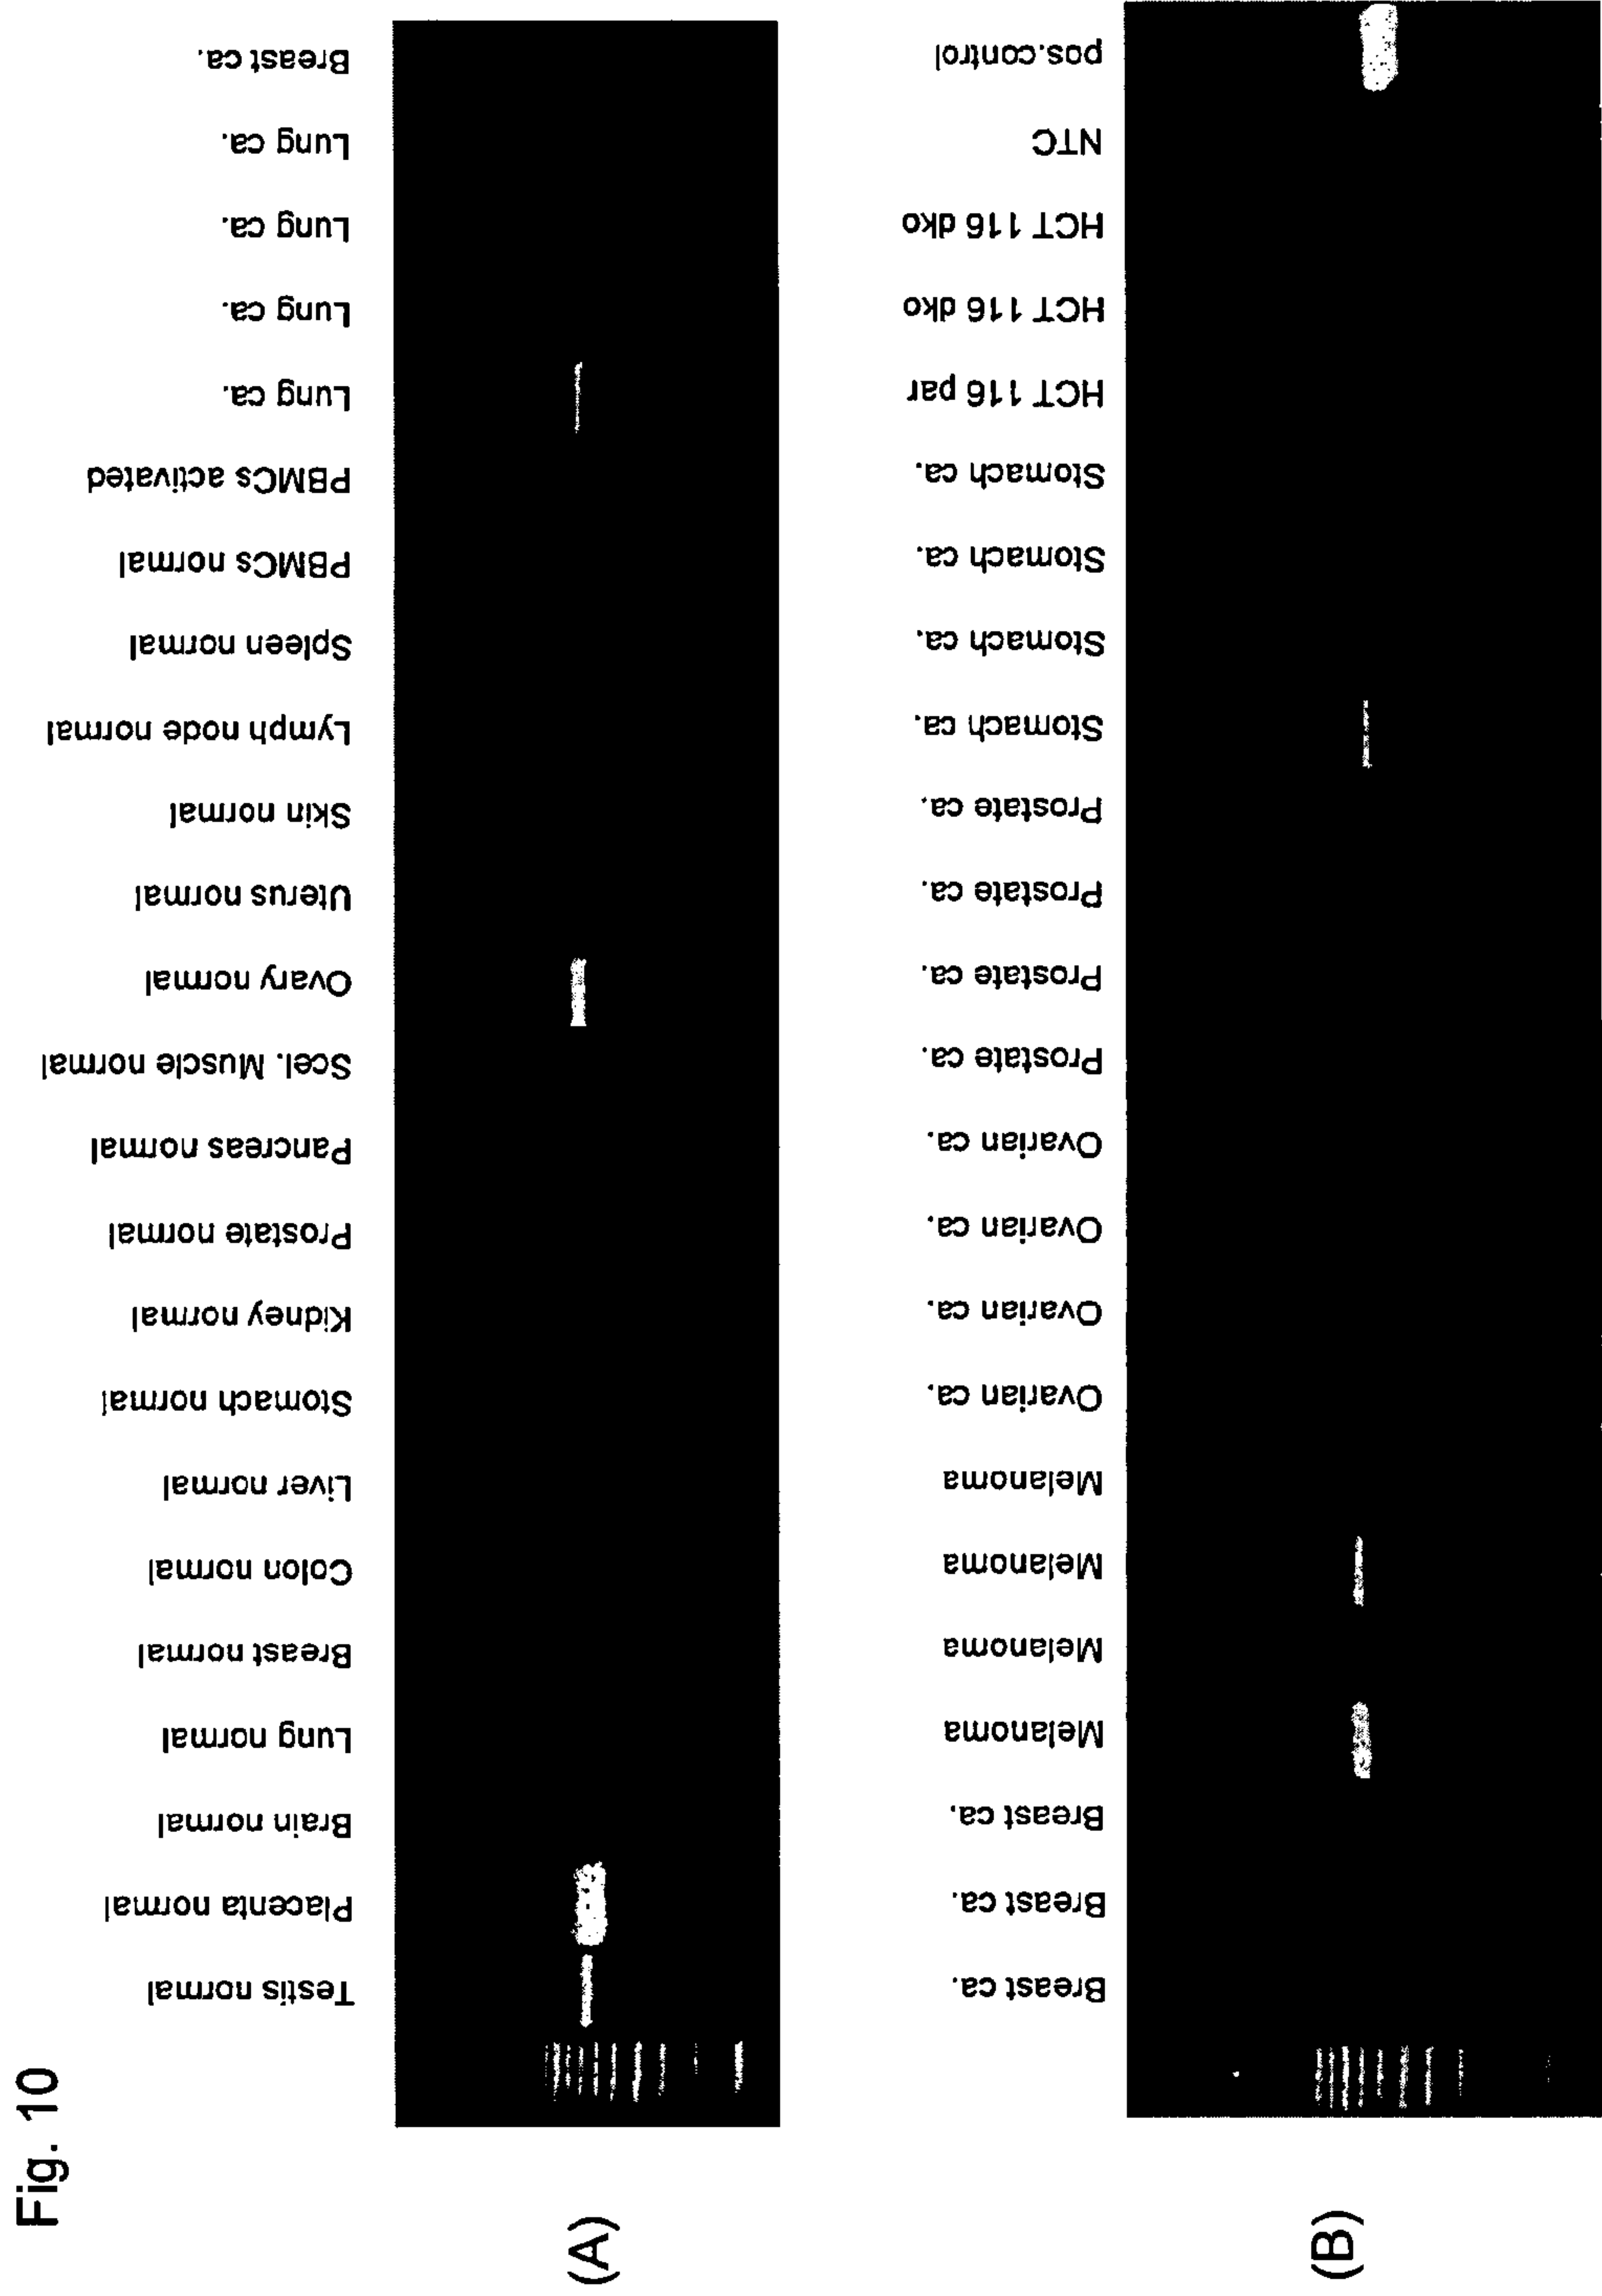 Fig. 10
(A)
Testis normal
Placenta normal
Brain normal
Lung normal
Breast normal
Colon normal
Liver normal
Stomach normal
Kidney normal
Prostate normal
Pancreas normal
Scel. Muscle normal
Ovary normal
Uterus normal
Skin normal
Lymph node normal
Spleen normal
PBMCs normal
PBMCs activated
Lung ca.
Lung ca.
Lung ca.
Lung ca.
Breast ca.
(B)
Breast ca.
Breast ca.
Breast ca.
Melanoma
Melanoma
Melanoma
Melanoma
Ovarian ca.
Ovarian ca.
Ovarian ca.
Ovarian ca.
Prostate ca.
Prostate ca.
Prostate ca.
Prostate ca.
Stomach ca.
Stomach ca.
Stomach ca.
Stomach ca.
HCT 116 par
HCT 116 dko
HCT 116 dko
NTC
pos.control